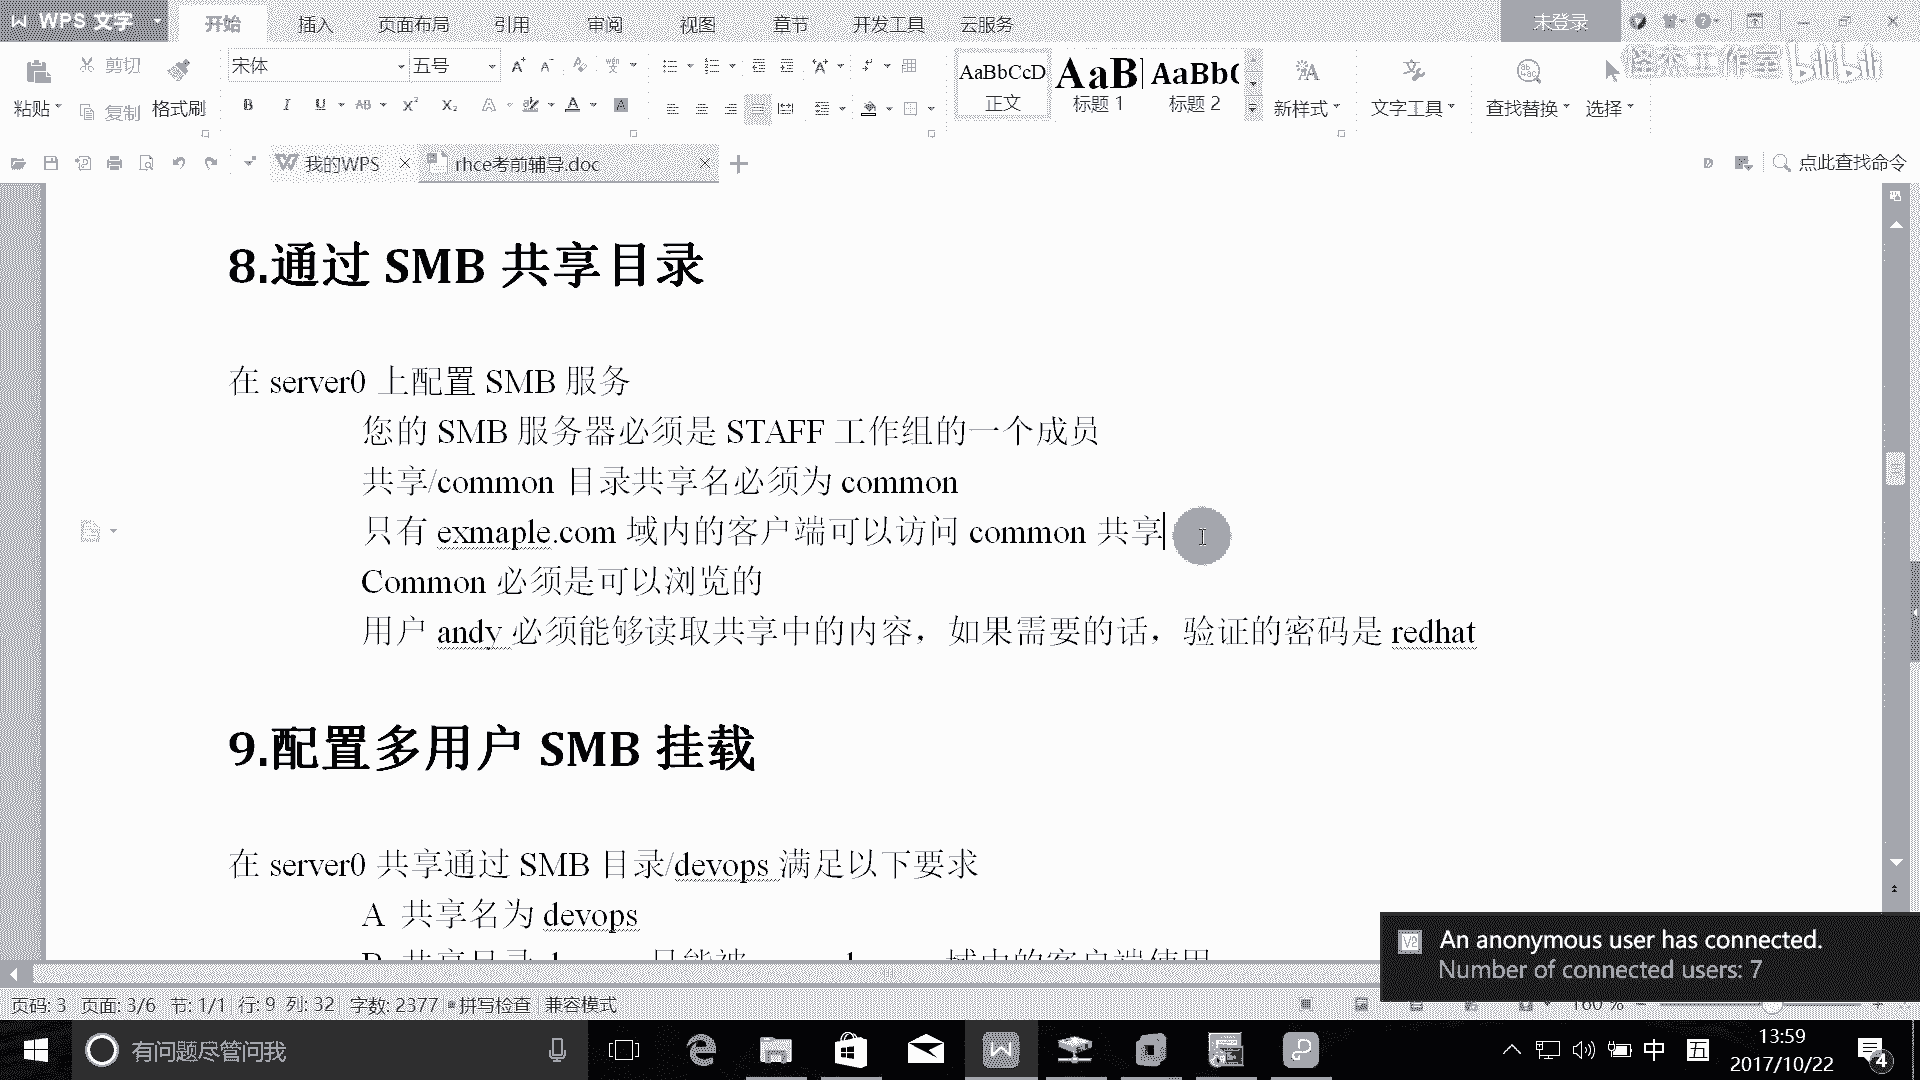 WPS 文字
开始
插入
页面布局
引用
审阅
视图
章节
开发工具
云服务
未登录
粘贴
剪切
复制
格式刷
宋体
五号
AaBbCcD
正文
AaB
标题 1
AaBb(
标题 2
新样式
文字工具
查找替换
选择
我的WPS
rhce考前辅导.doc
点此查找命令
8.通过 SMB 共享目录
在 server0 上配置 SMB 服务
您的 SMB 服务器必须是 STAFF 工作组的一个成员
共享/common 目录共享名必须为 common
只有 exmaple.com 域内的客户端可以访问 common 共享
Common 必须是可以浏览的
用户 andy 必须能够读取共享中的内容，如果需要的话，验证的密码是 redhat
9.配置多用户 SMB 挂载
在 server0 共享通过 SMB 目录/devops 满足以下要求
A 共享名为 devops
An anonymous user has connected.
Number of connected users: 7
页码: 3 页面: 3/6 节: 1/1 行: 9 列: 32 字数: 2377 拼写检查 兼容模式
160 %
有问题尽管问我
中
五
13:59
2017/10/22
4